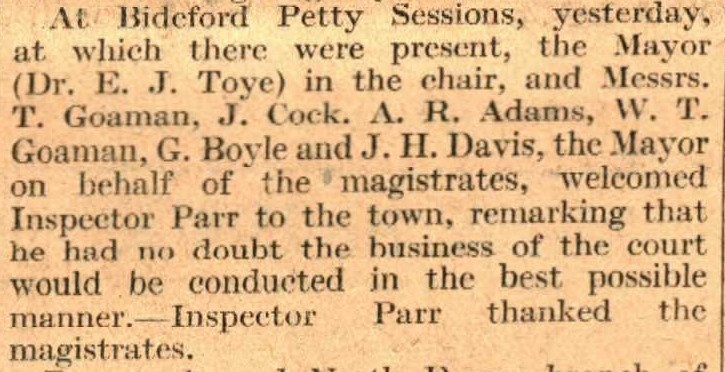 At Bideford Petty Sessions, yesterday,
at which there were present, the Mayor
(Dr. E. J. Toye) in the chair, and Messrs.
T. Goaman, J. Cock. A. R. Adams, W. T.
Goaman, G. Boyle and J. H. Davis, the Mayor
on behalf of the magistrates, welcomed
Inspector Parr to the town, remarking that
he had no doubt the business of the court
would be conducted in the best possible
manner.—Inspector Parr thanked the
magistrates.